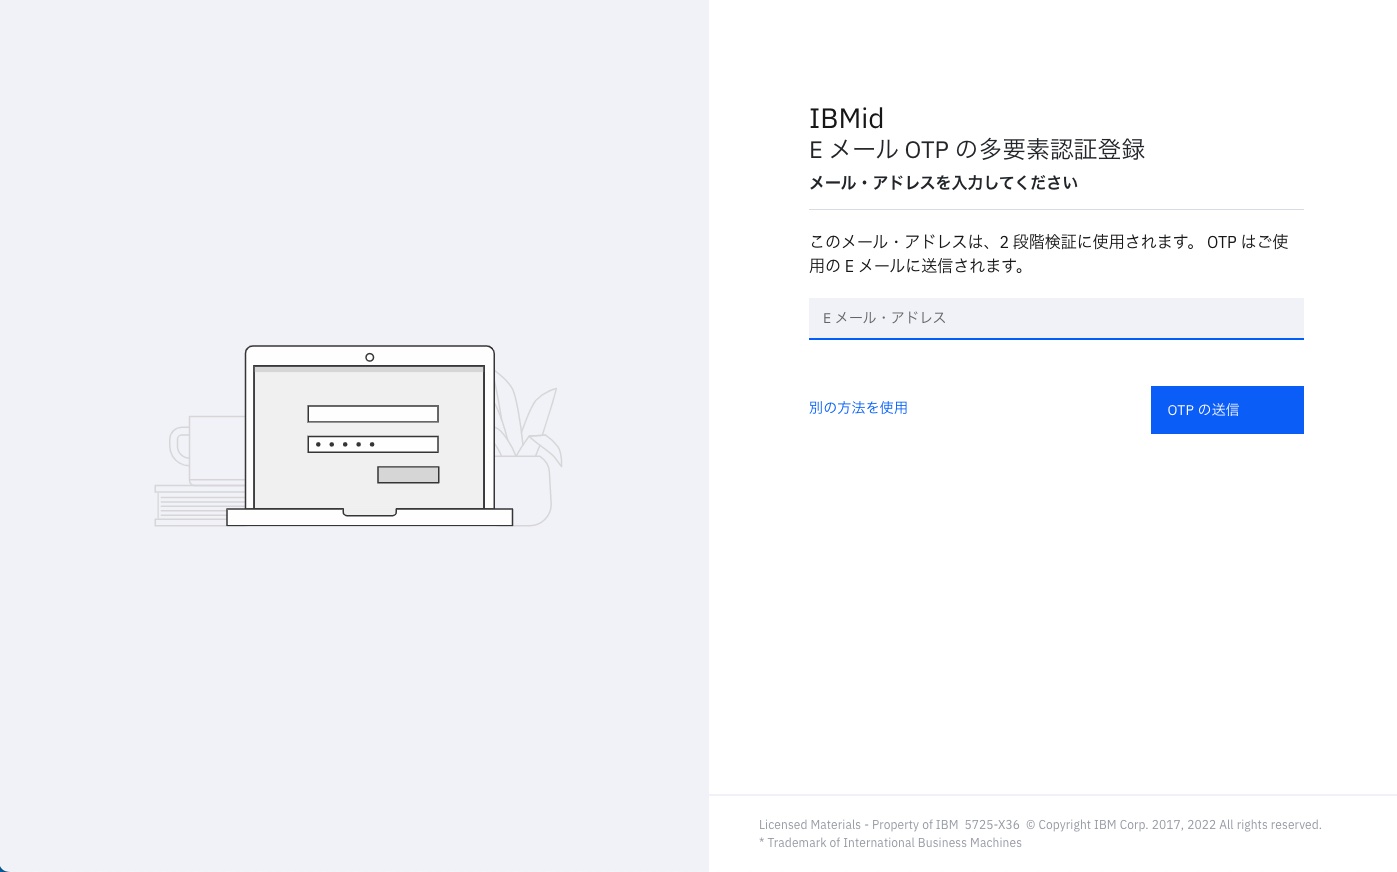 IBMid
E メール OTP の多要素認証登録
メール・アドレスを入力してください
このメール・アドレスは、2 段階検証に使用されます。 OTP はご使
用の E メールに送信されます。
E メール・アドレス
別の方法を使用
OTP の送信
Licensed Materials - Property of IBM  5725-X36  © Copyright IBM Corp. 2017, 2022 All rights reserved.
* Trademark of International Business Machines